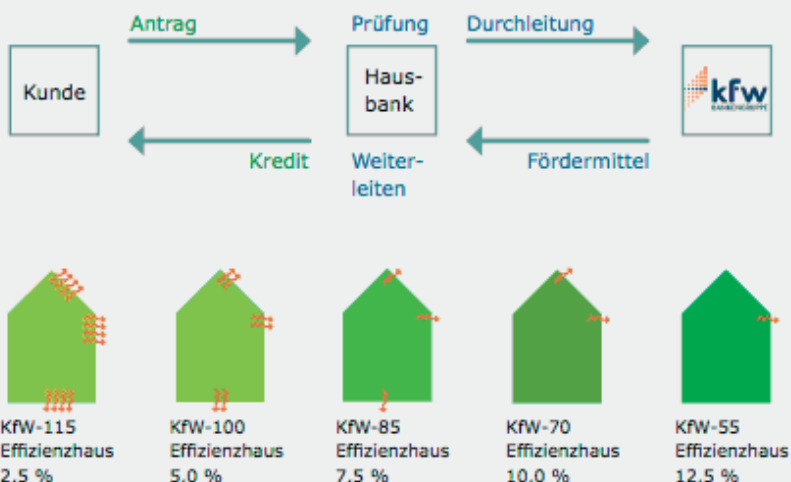 Antrag
Prüfung
Durchleitung
Kunde
Haus-
bank
kfw
BANKENGRUPPE
Kredit
Weiter-
leiten
Fördermittel
KfW-115
Effizienzhaus
2,5 %
KfW-100
Effizienzhaus
5,0 %
KfW-85
Effizienzhaus
7,5 %
KfW-70
Effizienzhaus
10,0 %
KfW-55
Effizienzhaus
12,5 %